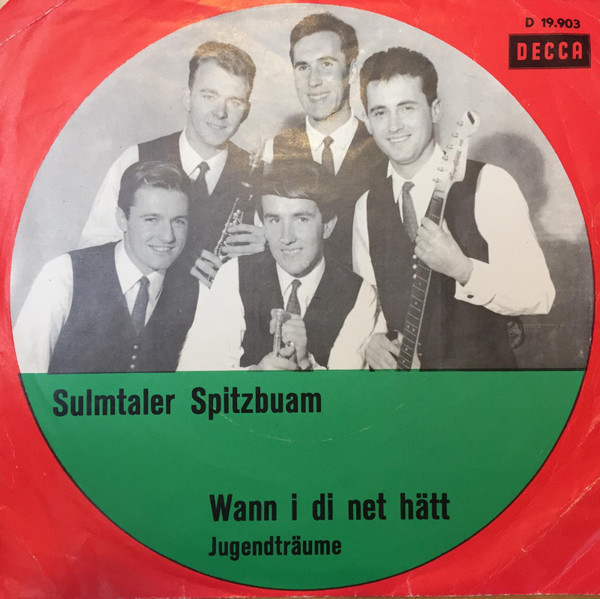 D 19.903
DECCA
Sulmtaler Spitzbuam
Wann i di net hätt
Jugendträume